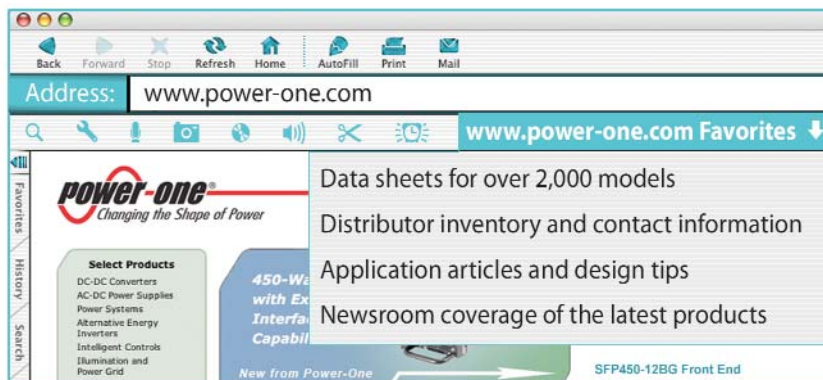 Back Forward Stop Refresh Home AutoFill Print Mail
Address: www.power-one.com
www.power-one.com Favorites
Favorites
History
Search
power-one®
Changing the Shape of Power
Data sheets for over 2,000 models
Distributor inventory and contact information
Application articles and design tips
Newsroom coverage of the latest products
Select Products
DC-DC Converters
AC-DC Power Supplies
Power Systems
Alternative Energy
Inverters
Intelligent Controls
Illumination and
Power Grid
with
New from Power-One
SFP450-12BG Front End